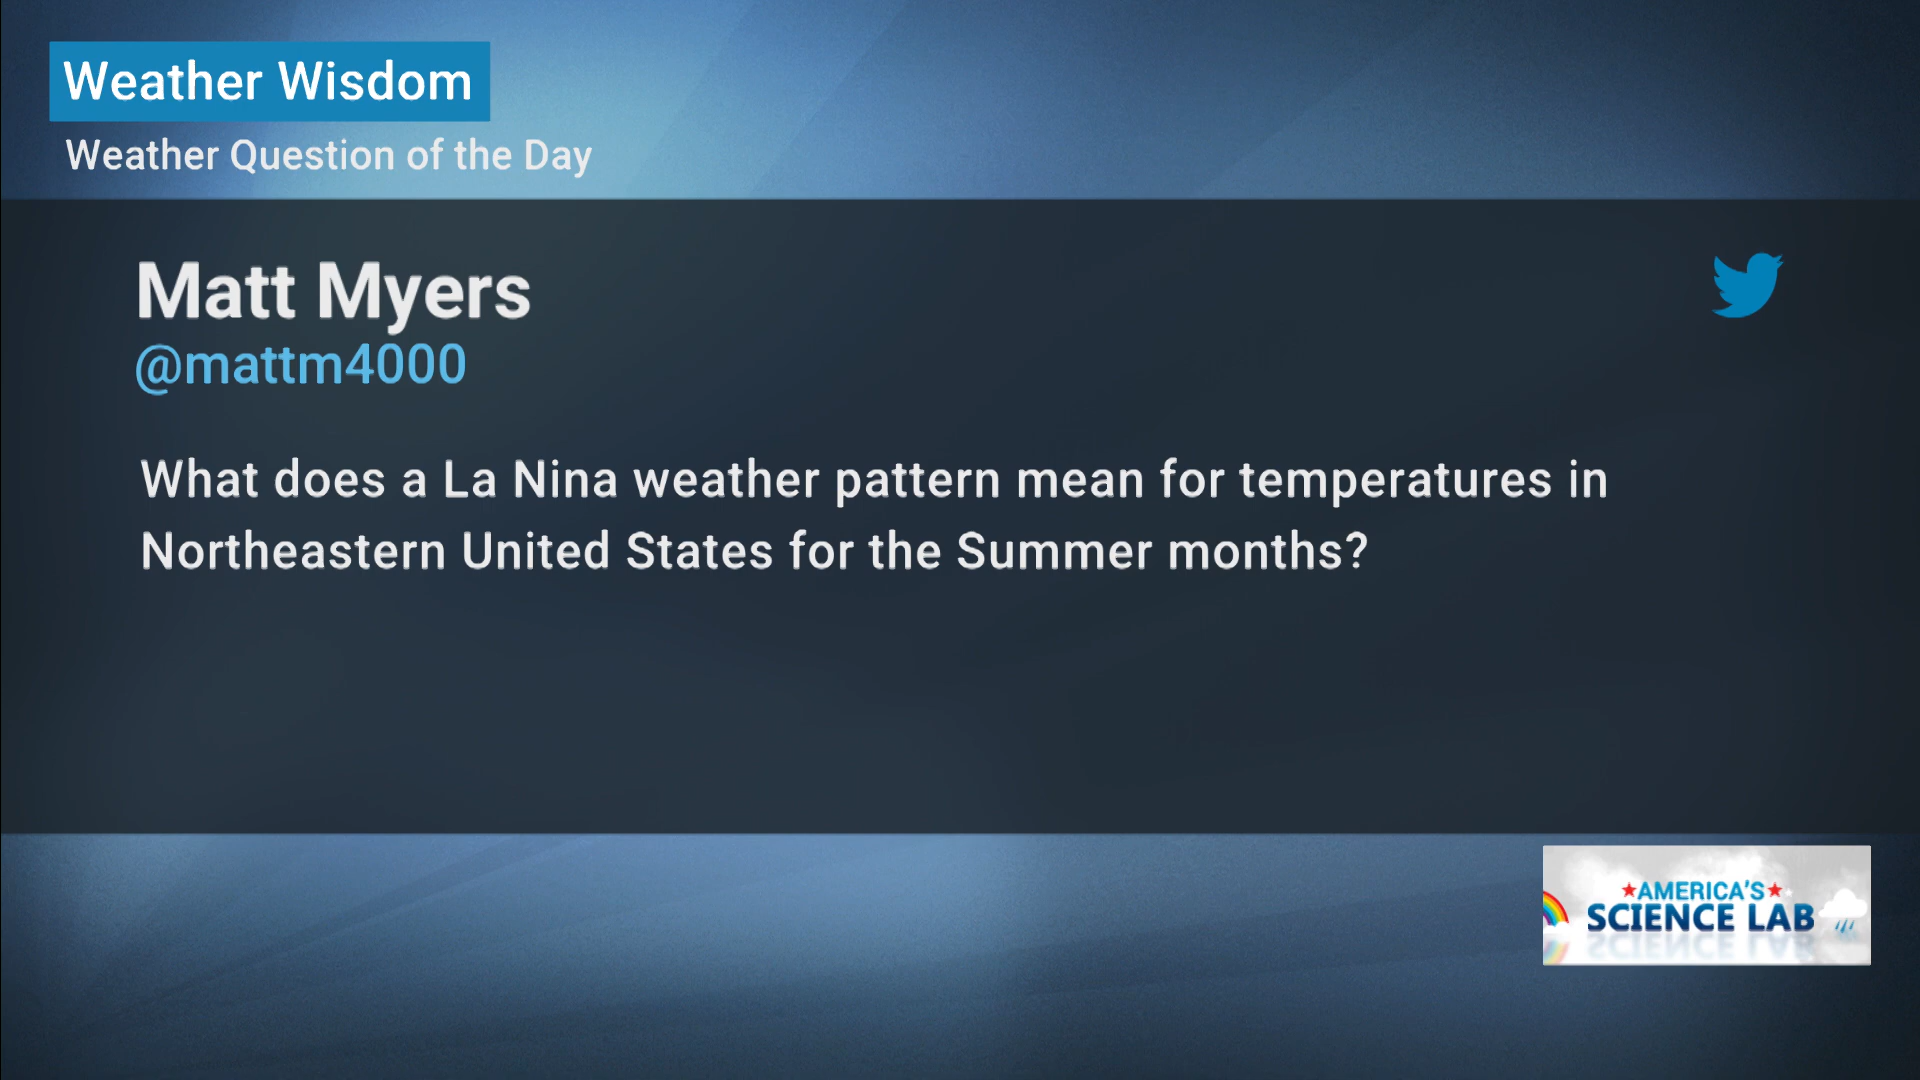 Weather Wisdom
Weather Question of the Day
Matt Myers
@mattm4000
What does a La Nina weather pattern mean for temperatures in
Northeastern United States for the Summer months?
AMERICA'S
SCIENCE LAB